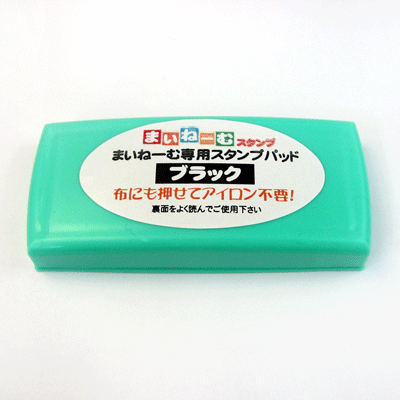 まいねーむスタンプ
まいねーむ専用スタンプパッド
ブラック
布にも押せてアイロン不要!
裏面をよく読んでご使用下さい